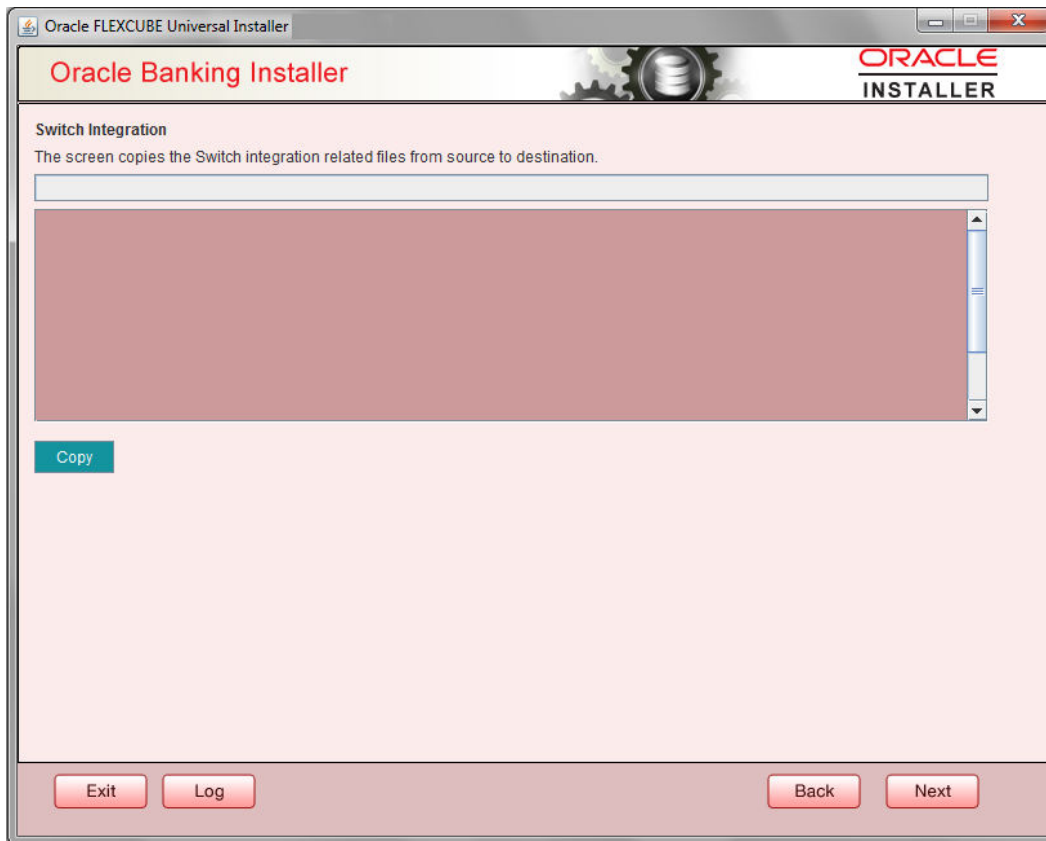 Oracle FLEXCUBE Universal Installer
Oracle Banking Installer
ORACLE
INSTALLER
Switch Integration
The screen copies the Switch integration related files from source to destination.
Copy
Exit Log Back Next